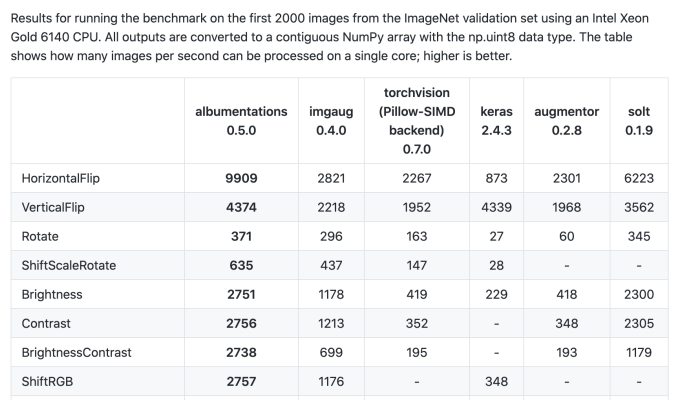 Results for running the benchmark on the first 2000 images from the ImageNet validation set using an Intel Xeon
Gold 6140 CPU. All outputs are converted to a contiguous NumPy array with the np.uint8 data type. The table
shows how many images per second can be processed on a single core; higher is better.
albumentations 0.5.0 imgaug 0.4.0 torchvision (Pillow-SIMD backend) 0.7.0 keras 2.4.3 augmentor 0.2.8 solt 0.1.9
HorizontalFlip 9909 2821 2267 873 2301 6223
VerticalFlip 4374 2218 1952 4339 1968 3562
Rotate 371 296 163 27 60 345
ShiftScaleRotate 635 437 147 28 - -
Brightness 2751 1178 419 229 418 2300
Contrast 2756 1213 352 - 348 2305
BrightnessContrast 2738 699 195 - 193 1179
ShiftRGB 2757 1176 - 348 - -